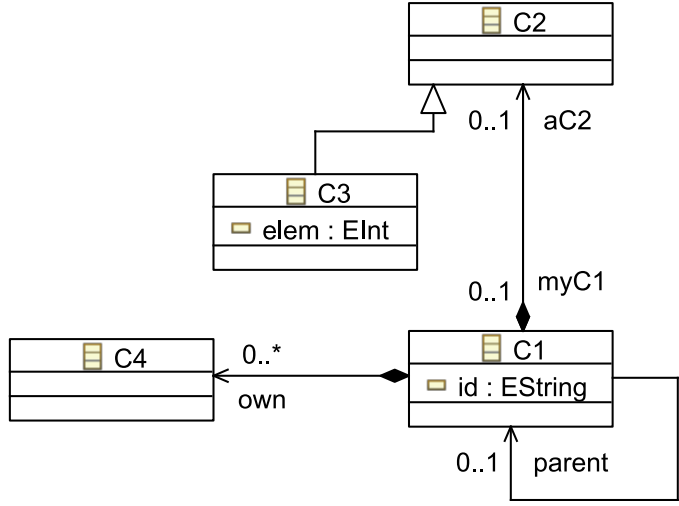 C2
0..1 aC2
C3
elem : EInt
0..1 myC1
C4
0..*
own
C1
id : EString
0..1 parent